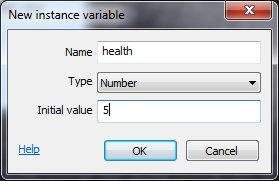 New instance variable
Name health
Type Number
Initial value 5
Help OK Cancel